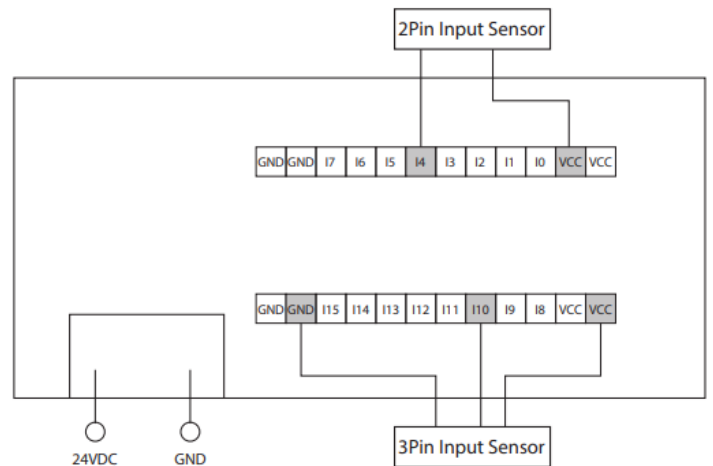 2Pin Input Sensor
GND GND I7 I6 I5 I4 I3 I2 I1 I0 VCC VCC
GND GND I15 I14 I13 I12 I11 I10 I9 I8 VCC VCC
3Pin Input Sensor
24VDC GND